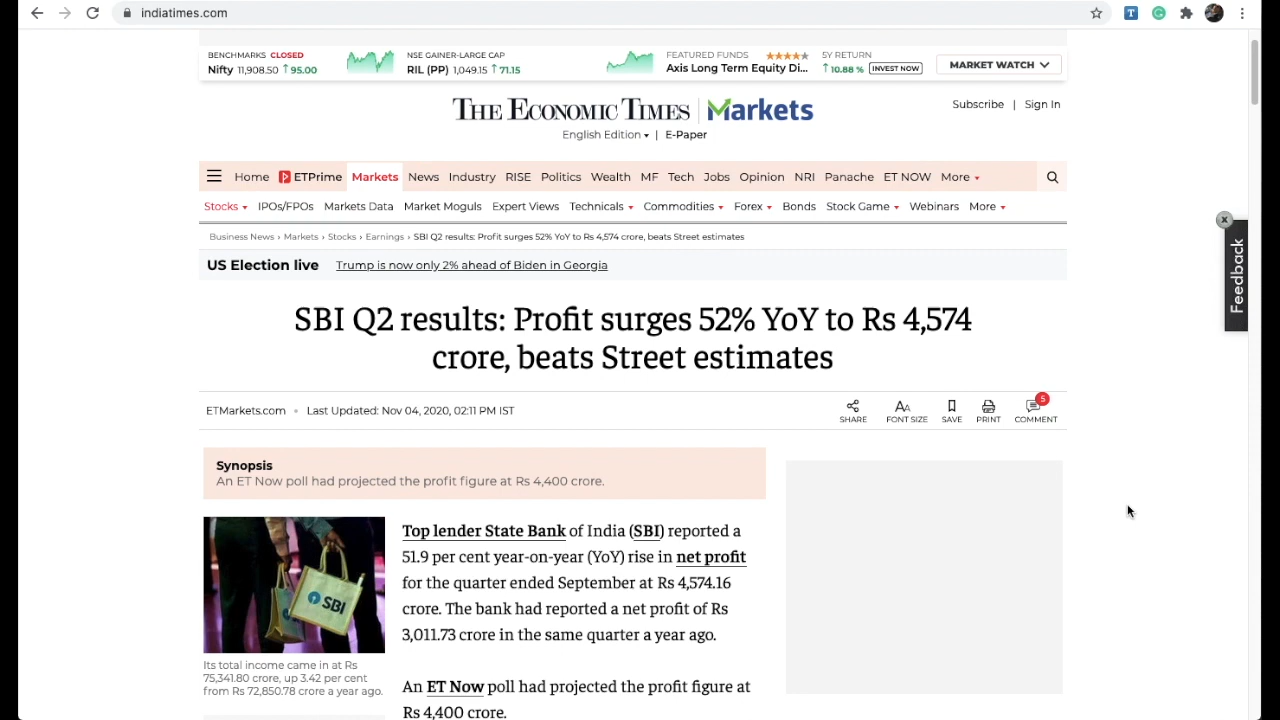 indiatimes.com
BENCHMARKS CLOSED
Nifty 11,908.50 ↑ 95.00
NSE GAINER-LARGE CAP
RIL (PP) 1,049.15 ↑ 71.15
FEATURED FUNDS ★★★★★
Axis Long Term Equity Di...
5Y RETURN
↑ 10.88 % INVEST NOW
MARKET WATCH
THE ECONOMIC TIMES | Markets
English Edition | E-Paper
Subscribe | Sign In
Home ETPrime Markets News Industry RISE Politics Wealth MF Tech Jobs Opinion NRI Panache ET NOW More
Stocks IPOs/FPOs Markets Data Market Moguls Expert Views Technicals Commodities Forex Bonds Stock Game Webinars More
Business News › Markets › Stocks › Earnings › SBI Q2 results: Profit surges 52% YoY to Rs 4,574 crore, beats Street estimates
US Election live Trump is now only 2% ahead of Biden in Georgia
x
Feedback
SBI Q2 results: Profit surges 52% YoY to Rs 4,574
crore, beats Street estimates
ETMarkets.com • Last Updated: Nov 04, 2020, 02:11 PM IST
5
SHARE FONT SIZE SAVE PRINT COMMENT
Synopsis
An ET Now poll had projected the profit figure at Rs 4,400 crore.
SBI
Its total income came in at Rs
75,341.80 crore, up 3.42 per cent
from Rs 72,850.78 crore a year ago.
Top lender State Bank of India (SBI) reported a
51.9 per cent year-on-year (YoY) rise in net profit
for the quarter ended September at Rs 4,574.16
crore. The bank had reported a net profit of Rs
3,011.73 crore in the same quarter a year ago.
An ET Now poll had projected the profit figure at
Rs 4,400 crore.